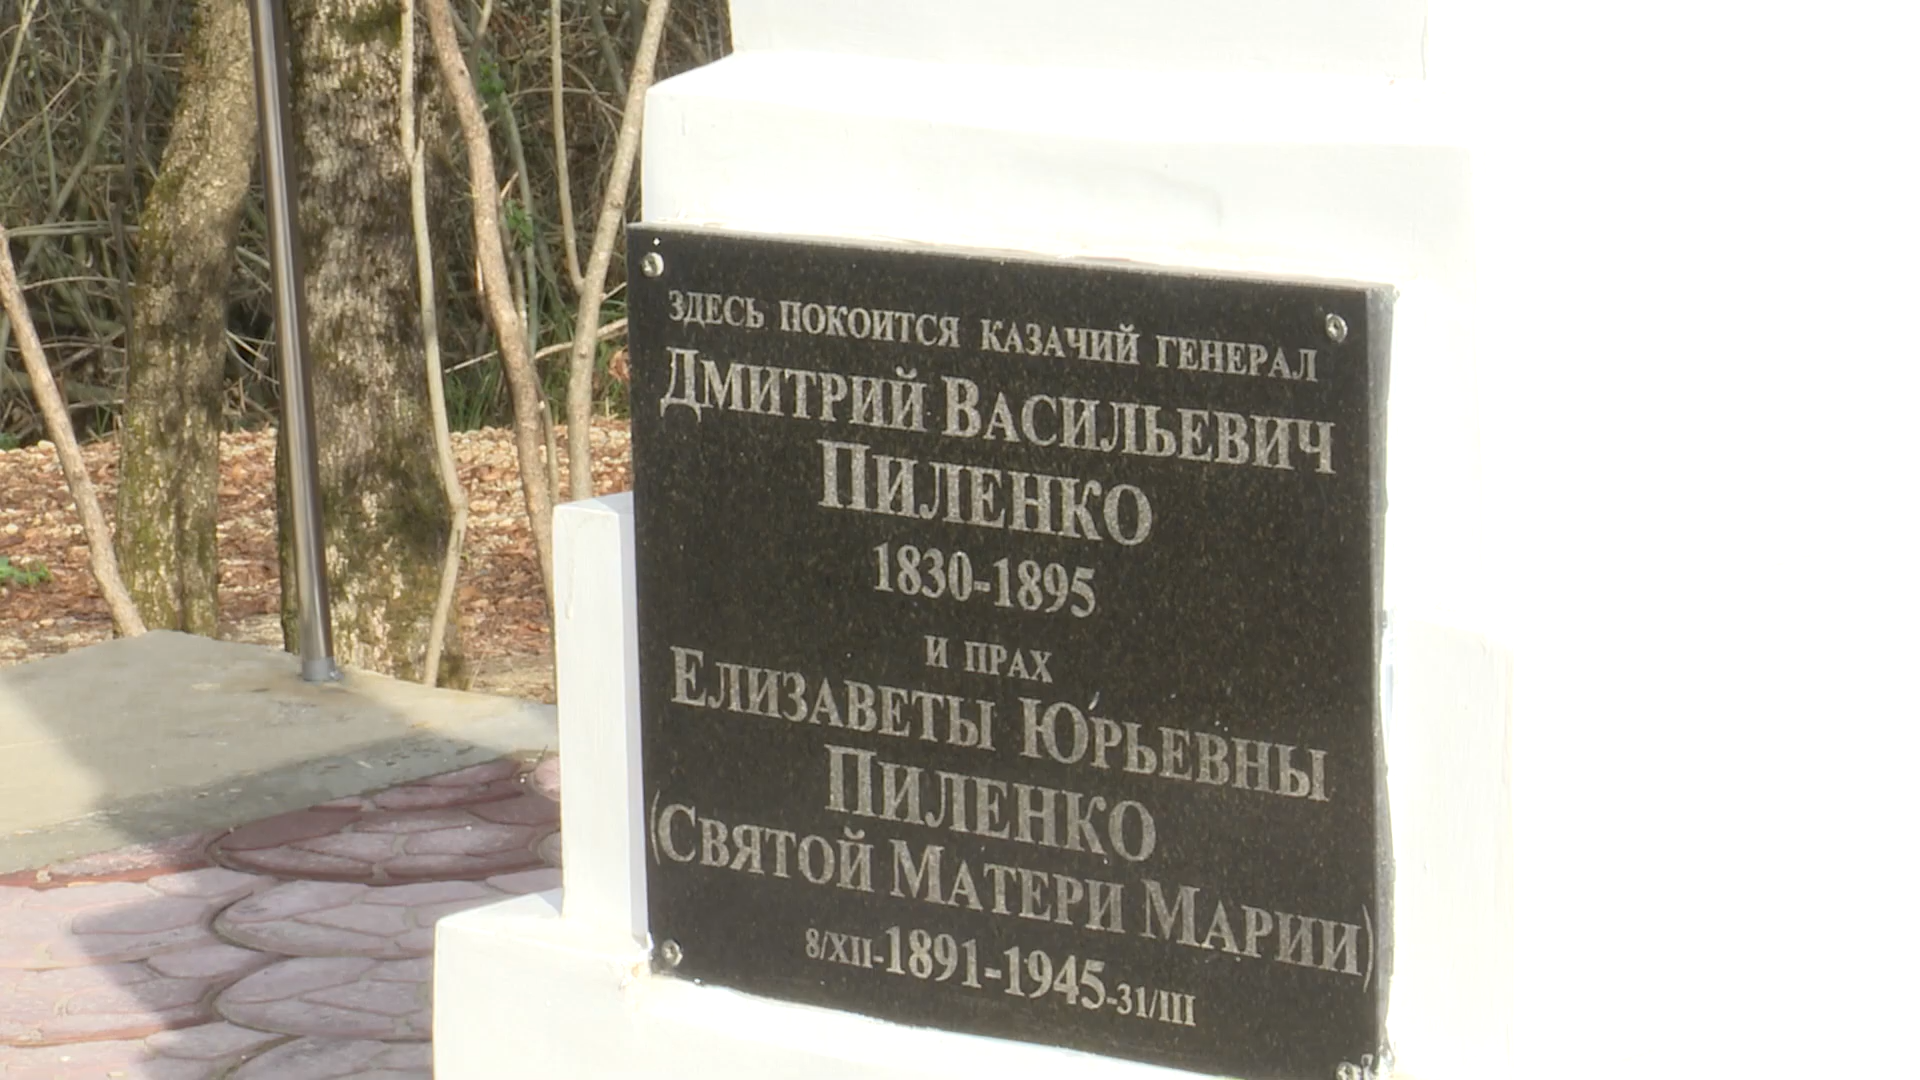 ЗДЕСЬ ПОКОИТСЯ КАЗАЧИЙ ГЕНЕРАЛ
ДМИТРИЙ ВАСИЛЬЕВИЧ
ПИЛЕНКО
1830-1895
И ПРАХ
ЕЛИЗАВЕТЫ ЮРЬЕВНЫ
ПИЛЕНКО
(СВЯТОЙ МАТЕРИ МАРИИ)
8/XII-1891-1945-31/III